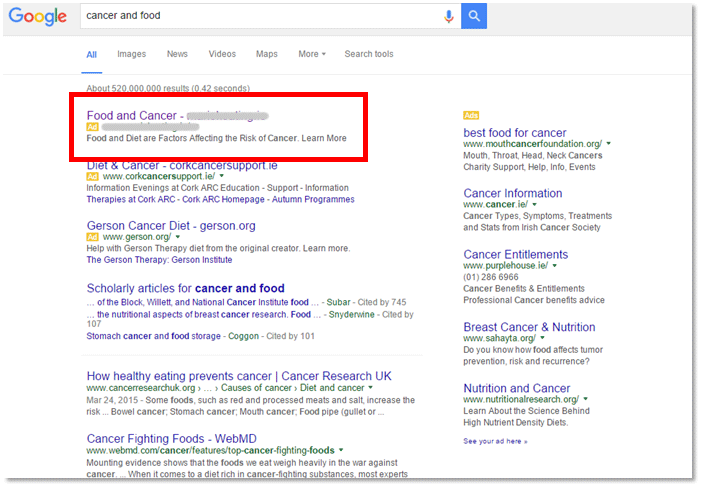 Google
cancer and food
All Images News Videos Maps More Search tools
About 520,000,000 results (0.42 seconds)
Food and Cancer -
Ad
Food and Diet are Factors Affecting the Risk of Cancer. Learn More
Diet & Cancer - corkcancersupport.ie
Ad www.corkcancersupport.ie/
Information Evenings at Cork ARC Education - Support - Information
Therapies at Cork ARC - Cork ARC Homepage - Autumn Programmes
Gerson Cancer Diet - gerson.org
Ad www.gerson.org/
Help with Gerson Therapy diet from the original creator. Learn more.
The Gerson Therapy: Gerson Institute
Scholarly articles for cancer and food
... of the Block, Willett, and National Cancer Institute food ... - Subar - Cited by 745
... the nutritional aspects of breast cancer research. Food ... - Snyderwine - Cited by
107
Stomach cancer and food storage - Coggon - Cited by 101
How healthy eating prevents cancer | Cancer Research UK
www.cancerresearchuk.org › ... › Causes of cancer › Diet and cancer
Mar 24, 2015 - Some foods, such as red and processed meats and salt, increase the
risk ... Bowel cancer; Stomach cancer; Mouth cancer; Food pipe (gullet or ...
Cancer Fighting Foods - WebMD
www.webmd.com/cancer/features/top-cancer-fighting-foods
Mounting evidence shows that the foods we eat weigh heavily in the war against
cancer. ... When it comes to a diet rich in cancer-fighting substances, most experts
Ads
best food for cancer
www.mouthcancerfoundation.org/
Mouth, Throat, Head, Neck Cancers
Charity Support, Help, Info, Events
Cancer Information
www.cancer.ie/
Cancer Types, Symptoms, Treatments
and Stats from Irish Cancer Society
Cancer Entitlements
www.purplehouse.ie/
(01) 286 6966
Cancer Benefits & Entitlements
Professional Cancer benefits advice
Breast Cancer & Nutrition
www.sahayta.org/
Do you know how food affects tumor
prevention, risk and recurrence?
Nutrition and Cancer
www.nutritionalresearch.org/
Learn About the Science Behind
High Nutrient Density Diets.
See your ad here »